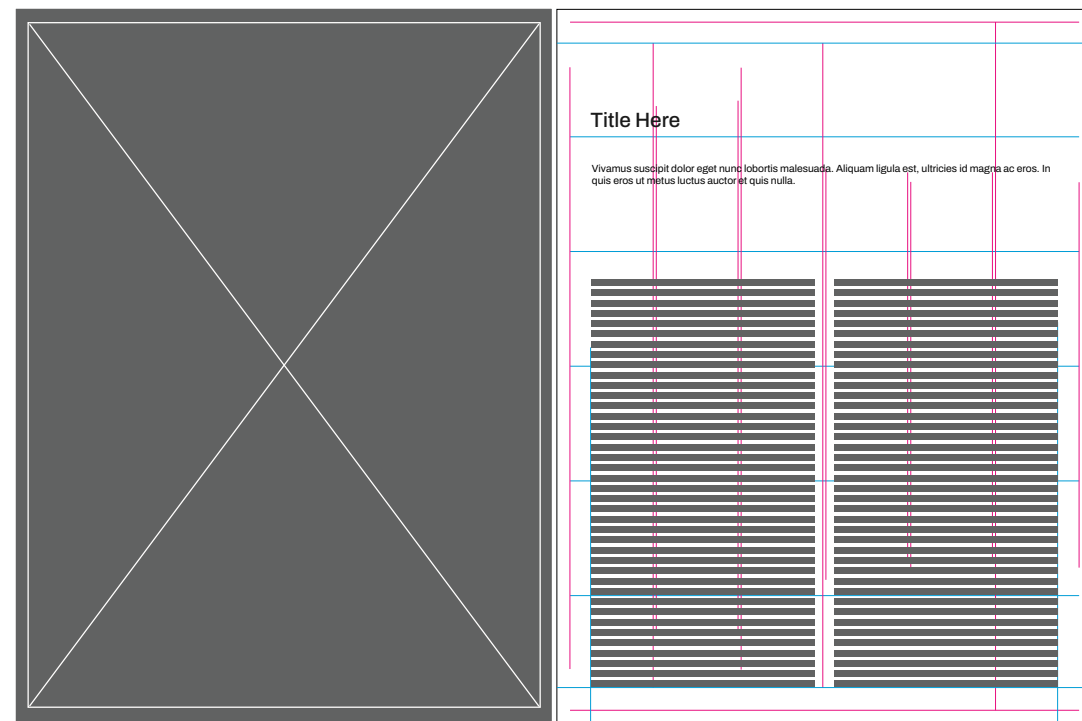 Title Here
Vivamus suscipit dolor eget nunc lobortis malesuada. Aliquam ligula est, ultricies id magna ac eros. In
quis eros ut metus luctus auctor et quis nulla.